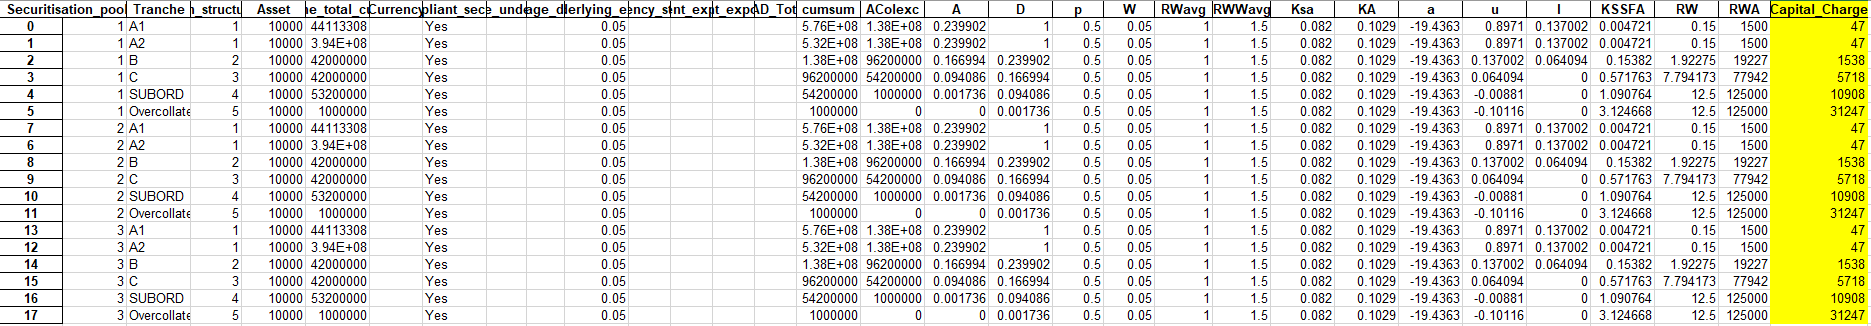 Securitisation_pool Tranche n_structu Asset ne_total_cr Currency pliant_sece e_unde age_d lerlying_e ency_s ent_ex pt_expo AD_Tot cumsum AColexc A D p W RWavg RWWavg Ksa KA a u l KSSFA RW RWA Capital_Charge
0 1 A1 1 10000 44113308 Yes 0.05 5.76E+08 1.38E+08 0.239902 1 0.5 0.05 1 1.5 0.082 0.1029 -19.4363 0.8971 0.137002 0.004721 0.15 1500 47
1 1 A2 1 10000 3.94E+08 Yes 0.05 5.32E+08 1.38E+08 0.239902 1 0.5 0.05 1 1.5 0.082 0.1029 -19.4363 0.8971 0.137002 0.004721 0.15 1500 47
2 1 B 2 10000 42000000 Yes 0.05 1.38E+08 96200000 0.166994 0.239902 0.5 0.05 1 1.5 0.082 0.1029 -19.4363 0.137002 0.064094 0.15382 1.92275 19227 1538
3 1 C 3 10000 42000000 Yes 0.05 96200000 54200000 0.094086 0.166994 0.5 0.05 1 1.5 0.082 0.1029 -19.4363 0.064094 0 0.571763 7.794173 77942 5718
4 1 SUBORD 4 10000 53200000 Yes 0.05 54200000 1000000 0.001736 0.094086 0.5 0.05 1 1.5 0.082 0.1029 -19.4363 -0.00881 0 1.090764 12.5 125000 10908
5 1 Overcollate 5 10000 1000000 Yes 0.05 1000000 0 0 0.001736 0.5 0.05 1 1.5 0.082 0.1029 -19.4363 -0.10116 0 3.124668 12.5 125000 31247
7 2 A1 1 10000 44113308 Yes 0.05 5.76E+08 1.38E+08 0.239902 1 0.5 0.05 1 1.5 0.082 0.1029 -19.4363 0.8971 0.137002 0.004721 0.15 1500 47
6 2 A2 1 10000 3.94E+08 Yes 0.05 5.32E+08 1.38E+08 0.239902 1 0.5 0.05 1 1.5 0.082 0.1029 -19.4363 0.8971 0.137002 0.004721 0.15 1500 47
8 2 B 2 10000 42000000 Yes 0.05 1.38E+08 96200000 0.166994 0.239902 0.5 0.05 1 1.5 0.082 0.1029 -19.4363 0.137002 0.064094 0.15382 1.92275 19227 1538
9 2 C 3 10000 42000000 Yes 0.05 96200000 54200000 0.094086 0.166994 0.5 0.05 1 1.5 0.082 0.1029 -19.4363 0.064094 0 0.571763 7.794173 77942 5718
10 2 SUBORD 4 10000 53200000 Yes 0.05 54200000 1000000 0.001736 0.094086 0.5 0.05 1 1.5 0.082 0.1029 -19.4363 -0.00881 0 1.090764 12.5 125000 10908
11 2 Overcollate 5 10000 1000000 Yes 0.05 1000000 0 0 0.001736 0.5 0.05 1 1.5 0.082 0.1029 -19.4363 -0.10116 0 3.124668 12.5 125000 31247
13 3 A1 1 10000 44113308 Yes 0.05 5.76E+08 1.38E+08 0.239902 1 0.5 0.05 1 1.5 0.082 0.1029 -19.4363 0.8971 0.137002 0.004721 0.15 1500 47
12 3 A2 1 10000 3.94E+08 Yes 0.05 5.32E+08 1.38E+08 0.239902 1 0.5 0.05 1 1.5 0.082 0.1029 -19.4363 0.8971 0.137002 0.004721 0.15 1500 47
14 3 B 2 10000 42000000 Yes 0.05 1.38E+08 96200000 0.166994 0.239902 0.5 0.05 1 1.5 0.082 0.1029 -19.4363 0.137002 0.064094 0.15382 1.92275 19227 1538
15 3 C 3 10000 42000000 Yes 0.05 96200000 54200000 0.094086 0.166994 0.5 0.05 1 1.5 0.082 0.1029 -19.4363 0.064094 0 0.571763 7.794173 77942 5718
16 3 SUBORD 4 10000 53200000 Yes 0.05 54200000 1000000 0.001736 0.094086 0.5 0.05 1 1.5 0.082 0.1029 -19.4363 -0.00881 0 1.090764 12.5 125000 10908
17 3 Overcollate 5 10000 1000000 Yes 0.05 1000000 0 0 0.001736 0.5 0.05 1 1.5 0.082 0.1029 -19.4363 -0.10116 0 3.124668 12.5 125000 31247